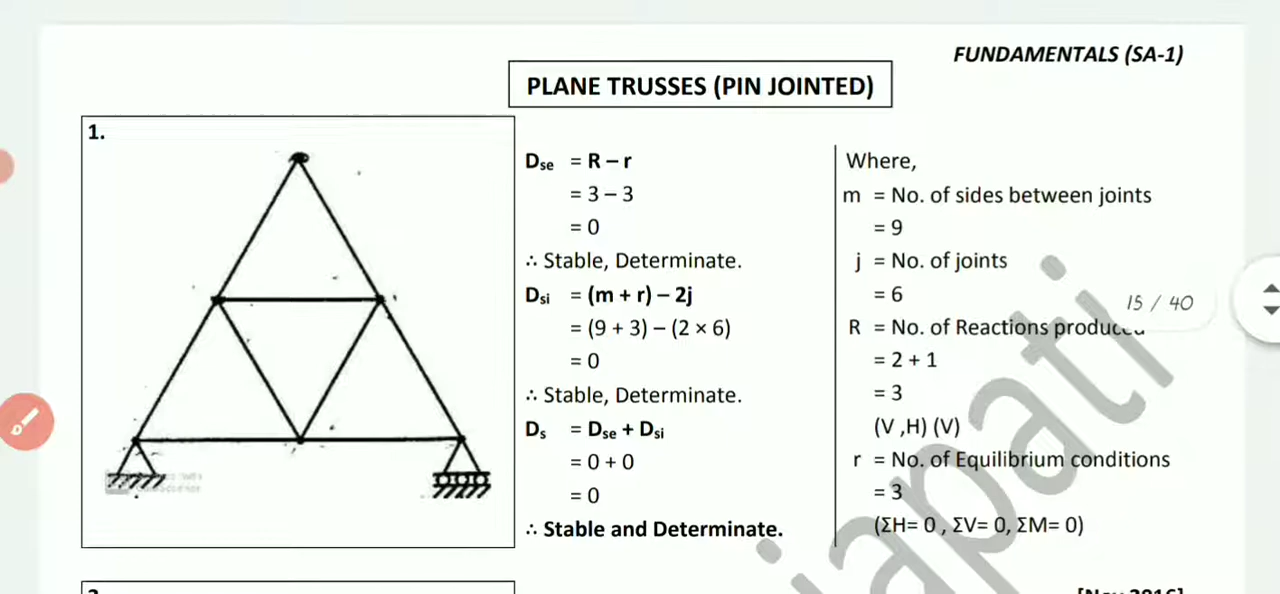 FUNDAMENTALS (SA-1)
PLANE TRUSSES (PIN JOINTED)
1.
Dse = R – r
= 3 – 3
= 0
∴ Stable, Determinate.
Dsi = (m + r) – 2j
= (9 + 3) – (2 × 6)
= 0
∴ Stable, Determinate.
Ds = Dse + Dsi
= 0 + 0
= 0
∴ Stable and Determinate.
Where,
m = No. of sides between joints
= 9
j = No. of joints
= 6
15 / 40
R = No. of Reactions produced
= 2 + 1
= 3
(V ,H) (V)
r = No. of Equilibrium conditions
= 3
(ΣH= 0 , ΣV= 0, ΣM= 0)